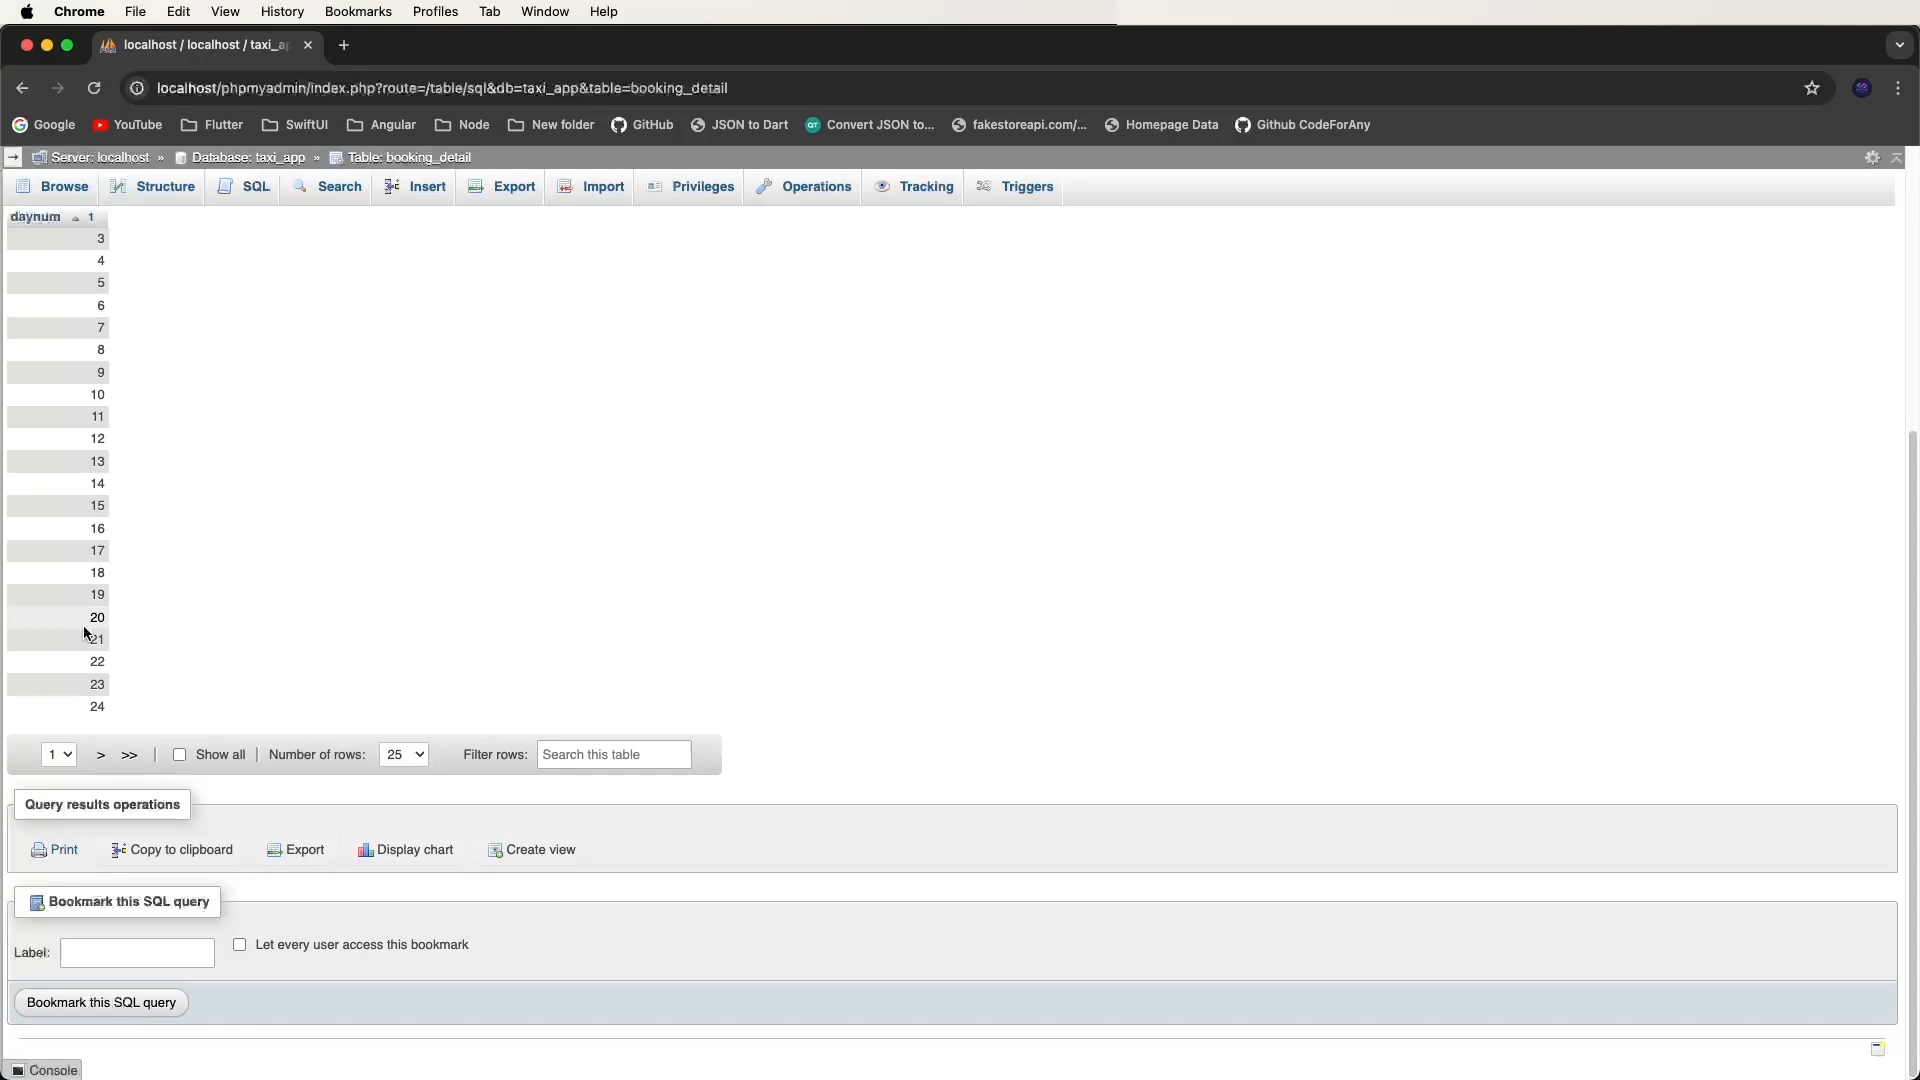 Chrome File Edit View History Bookmarks Profiles Tab Window Help
localhost / localhost / taxi_ap
localhost/phpmyadmin/index.php?route=/table/sql&db=taxi_app&table=booking_detail
Google YouTube Flutter SwiftUI Angular Node New folder GitHub JSON to Dart Convert JSON to... fakestoreapi.com/... Homepage Data Github CodeForAny
Server: localhost » Database: taxi_app » Table: booking_detail
Browse Structure SQL Search Insert Export Import Privileges Operations Tracking Triggers
daynum 1
3
4
5
6
7
8
9
10
11
12
13
14
15
16
17
18
19
20
21
22
23
24
1 > >> | Show all | Number of rows: 25 Filter rows: Search this table
Query results operations
Print Copy to clipboard Export Display chart Create view
Bookmark this SQL query
Label: Let every user access this bookmark
Bookmark this SQL query
Console